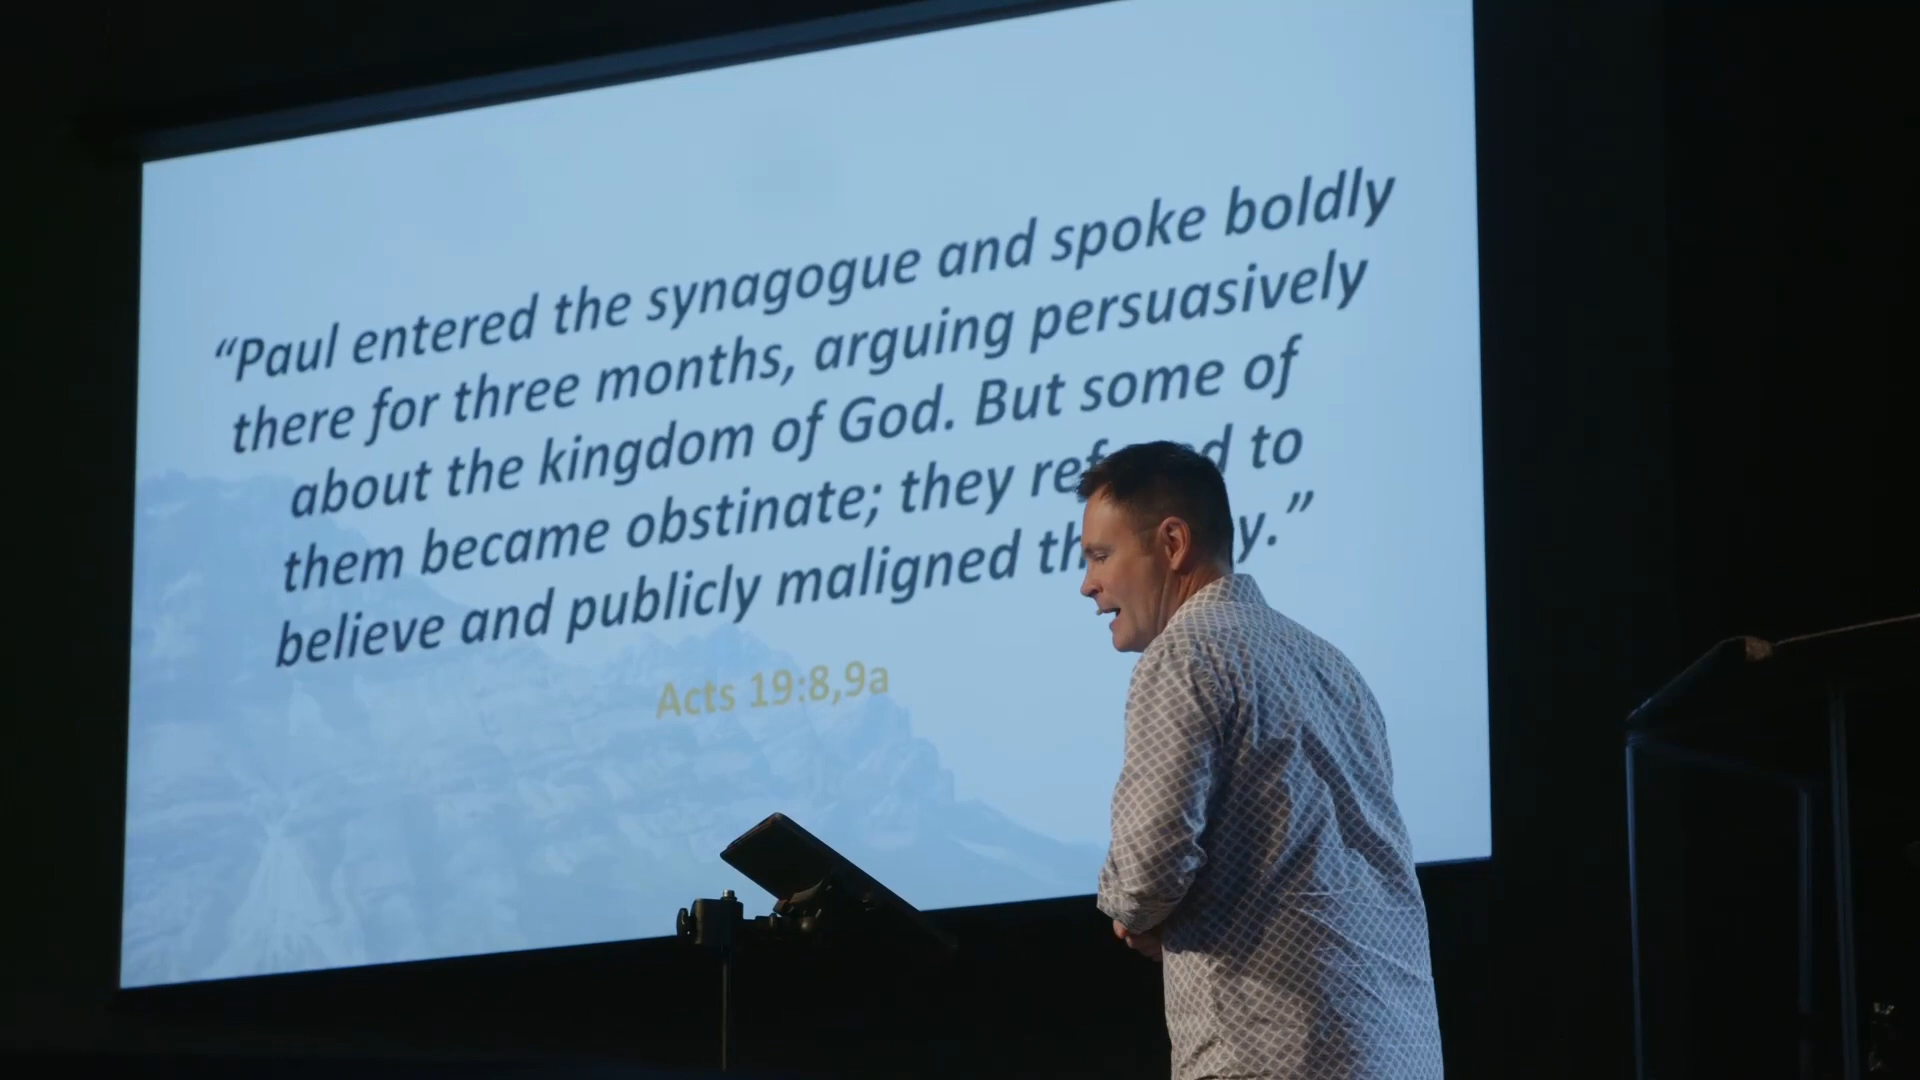 “Paul entered the synagogue and spoke boldly
there for three months, arguing persuasively
about the kingdom of God. But some of
them became obstinate; they to
believe and publicly maligned
Acts 19:8,9a